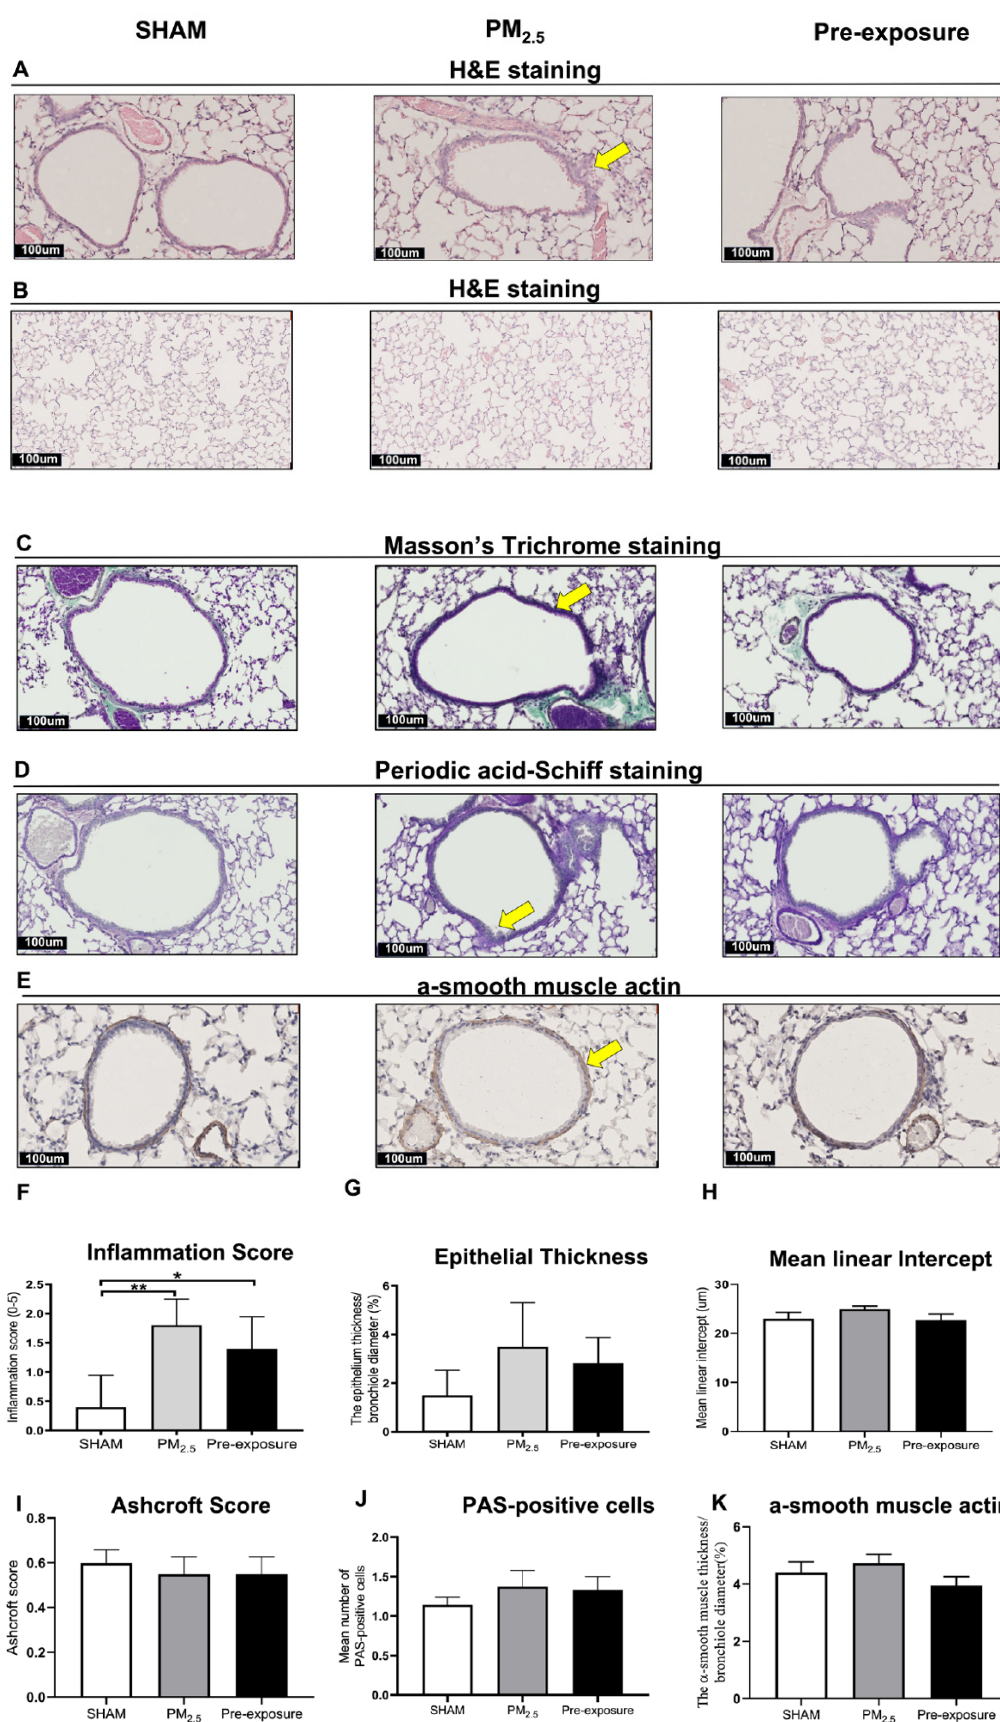 SHAM PM2.5 Pre-exposure
A
H&E staining
100um 100um 100um
B
H&E staining
100um 100um 100um
C
Masson's Trichrome staining
100um 100um 100um
D
Periodic acid-Schiff staining
100um 100um 100um
E
a-smooth muscle actin
100um 100um 100um
F
Inflammation Score
Inflammation score (0-5)
2.5
2.0
1.5
1.0
0.5
0.0
*
**
SHAM PM2.5 Pre-exposure
G
Epithelial Thickness
The epithelium thickness/
bronchiole diameter (%)
6
4
2
0
SHAM PM2.5 Pre-exposure
H
Mean linear Intercept
Mean linear intercept (um)
30
20
10
0
SHAM PM2.5 Pre-exposure
I
Ashcroft Score
Ashcroft score
0.8
0.6
0.4
0.2
0.0
SHAM PM2.5 Pre-exposure
J
PAS-positive cells
Mean number of
PAS-positive cells
2.0
1.5
1.0
0.5
0.0
SHAM PM2.5 Pre-exposure
K
a-smooth muscle actin
The α-smooth muscle thickness/
bronchiole diameter(%)
6
4
2
0
SHAM PM2.5 Pre-exposure